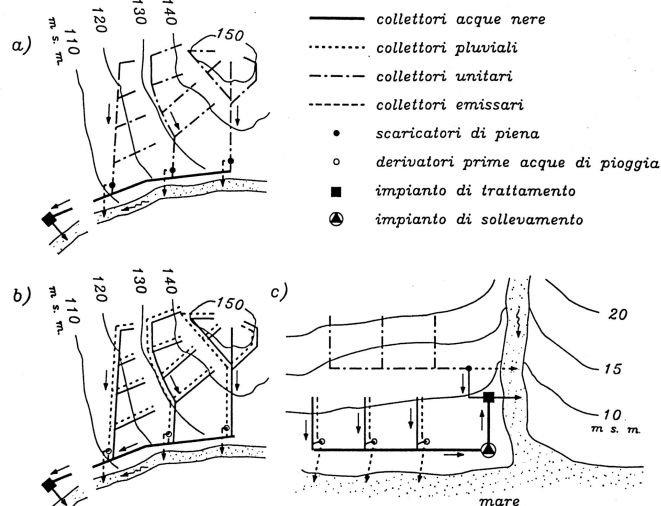 a)
110
m s. m.
120
130
140
150
collettori acque nere
collettori pluviali
collettori unitari
collettori emissari
scaricatori di piena
derivatori prime acque di pioggia
impianto di trattamento
impianto di sollevamento
b)
110
m s. m.
120
130
140
150
c)
20
15
10
m s. m.
mare